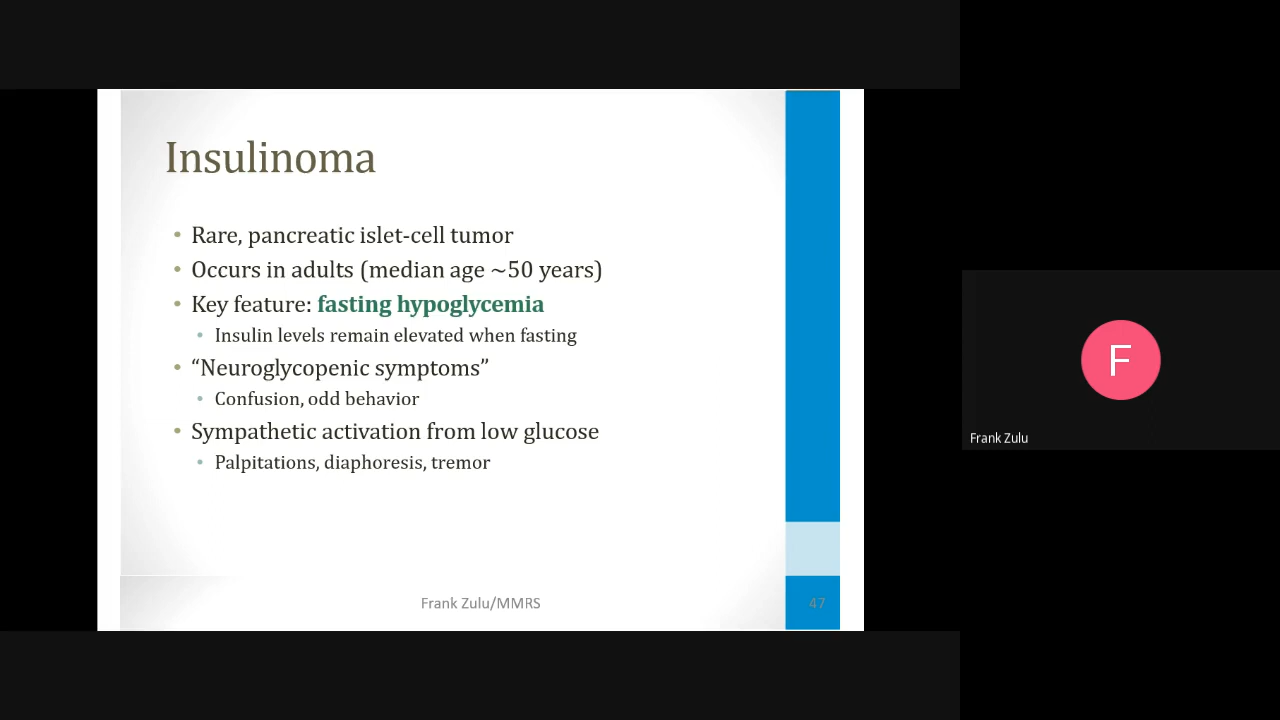 Insulinoma
• Rare, pancreatic islet-cell tumor
• Occurs in adults (median age ~50 years)
• Key feature: fasting hypoglycemia
• Insulin levels remain elevated when fasting
• “Neuroglycopenic symptoms”
• Confusion, odd behavior
• Sympathetic activation from low glucose
• Palpitations, diaphoresis, tremor
Frank Zulu/MMRS
47
F
Frank Zulu